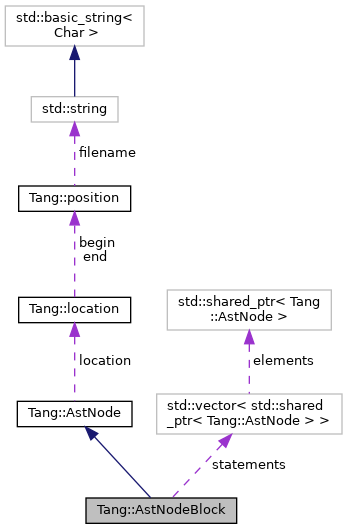 std::basic_string<
Char >
std::string
filename
Tang::position
begin
end
std::shared_ptr< Tang
::AstNode >
Tang::location
location
elements
Tang::AstNode
std::vector< std::shared
_ptr< Tang::AstNode > >
statements
Tang::AstNodeBlock